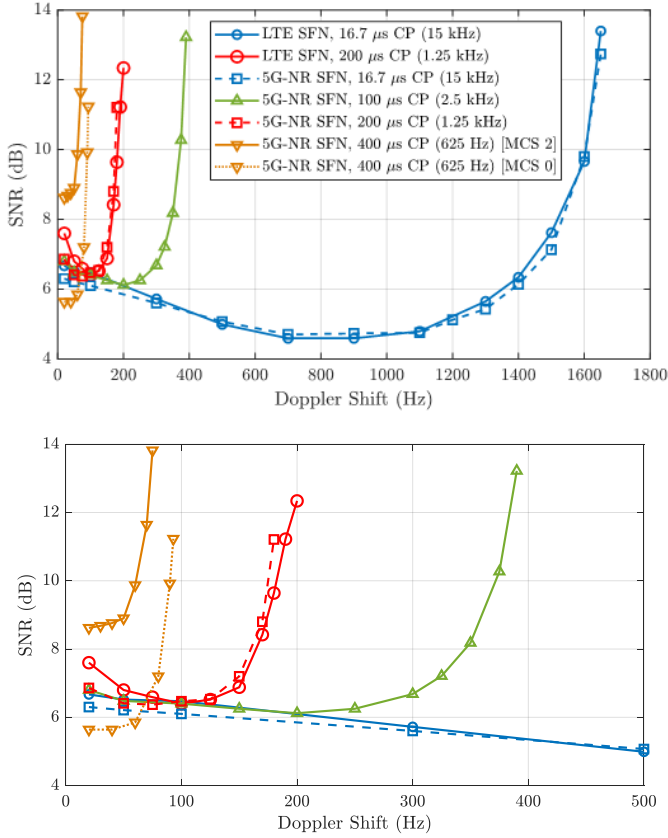 14
12
10
8
6
4
SNR (dB)
LTE SFN, 16.7 μs CP (15 kHz)
LTE SFN, 200 μs CP (1.25 kHz)
5G-NR SFN, 16.7 μs CP (15 kHz)
5G-NR SFN, 100 μs CP (2.5 kHz)
5G-NR SFN, 200 μs CP (1.25 kHz)
5G-NR SFN, 400 μs CP (625 Hz) [MCS 2]
5G-NR SFN, 400 μs CP (625 Hz) [MCS 0]
0 200 400 600 800 1000 1200 1400 1600 1800
Doppler Shift (Hz)
14
12
10
8
6
4
SNR (dB)
0 100 200 300 400 500
Doppler Shift (Hz)